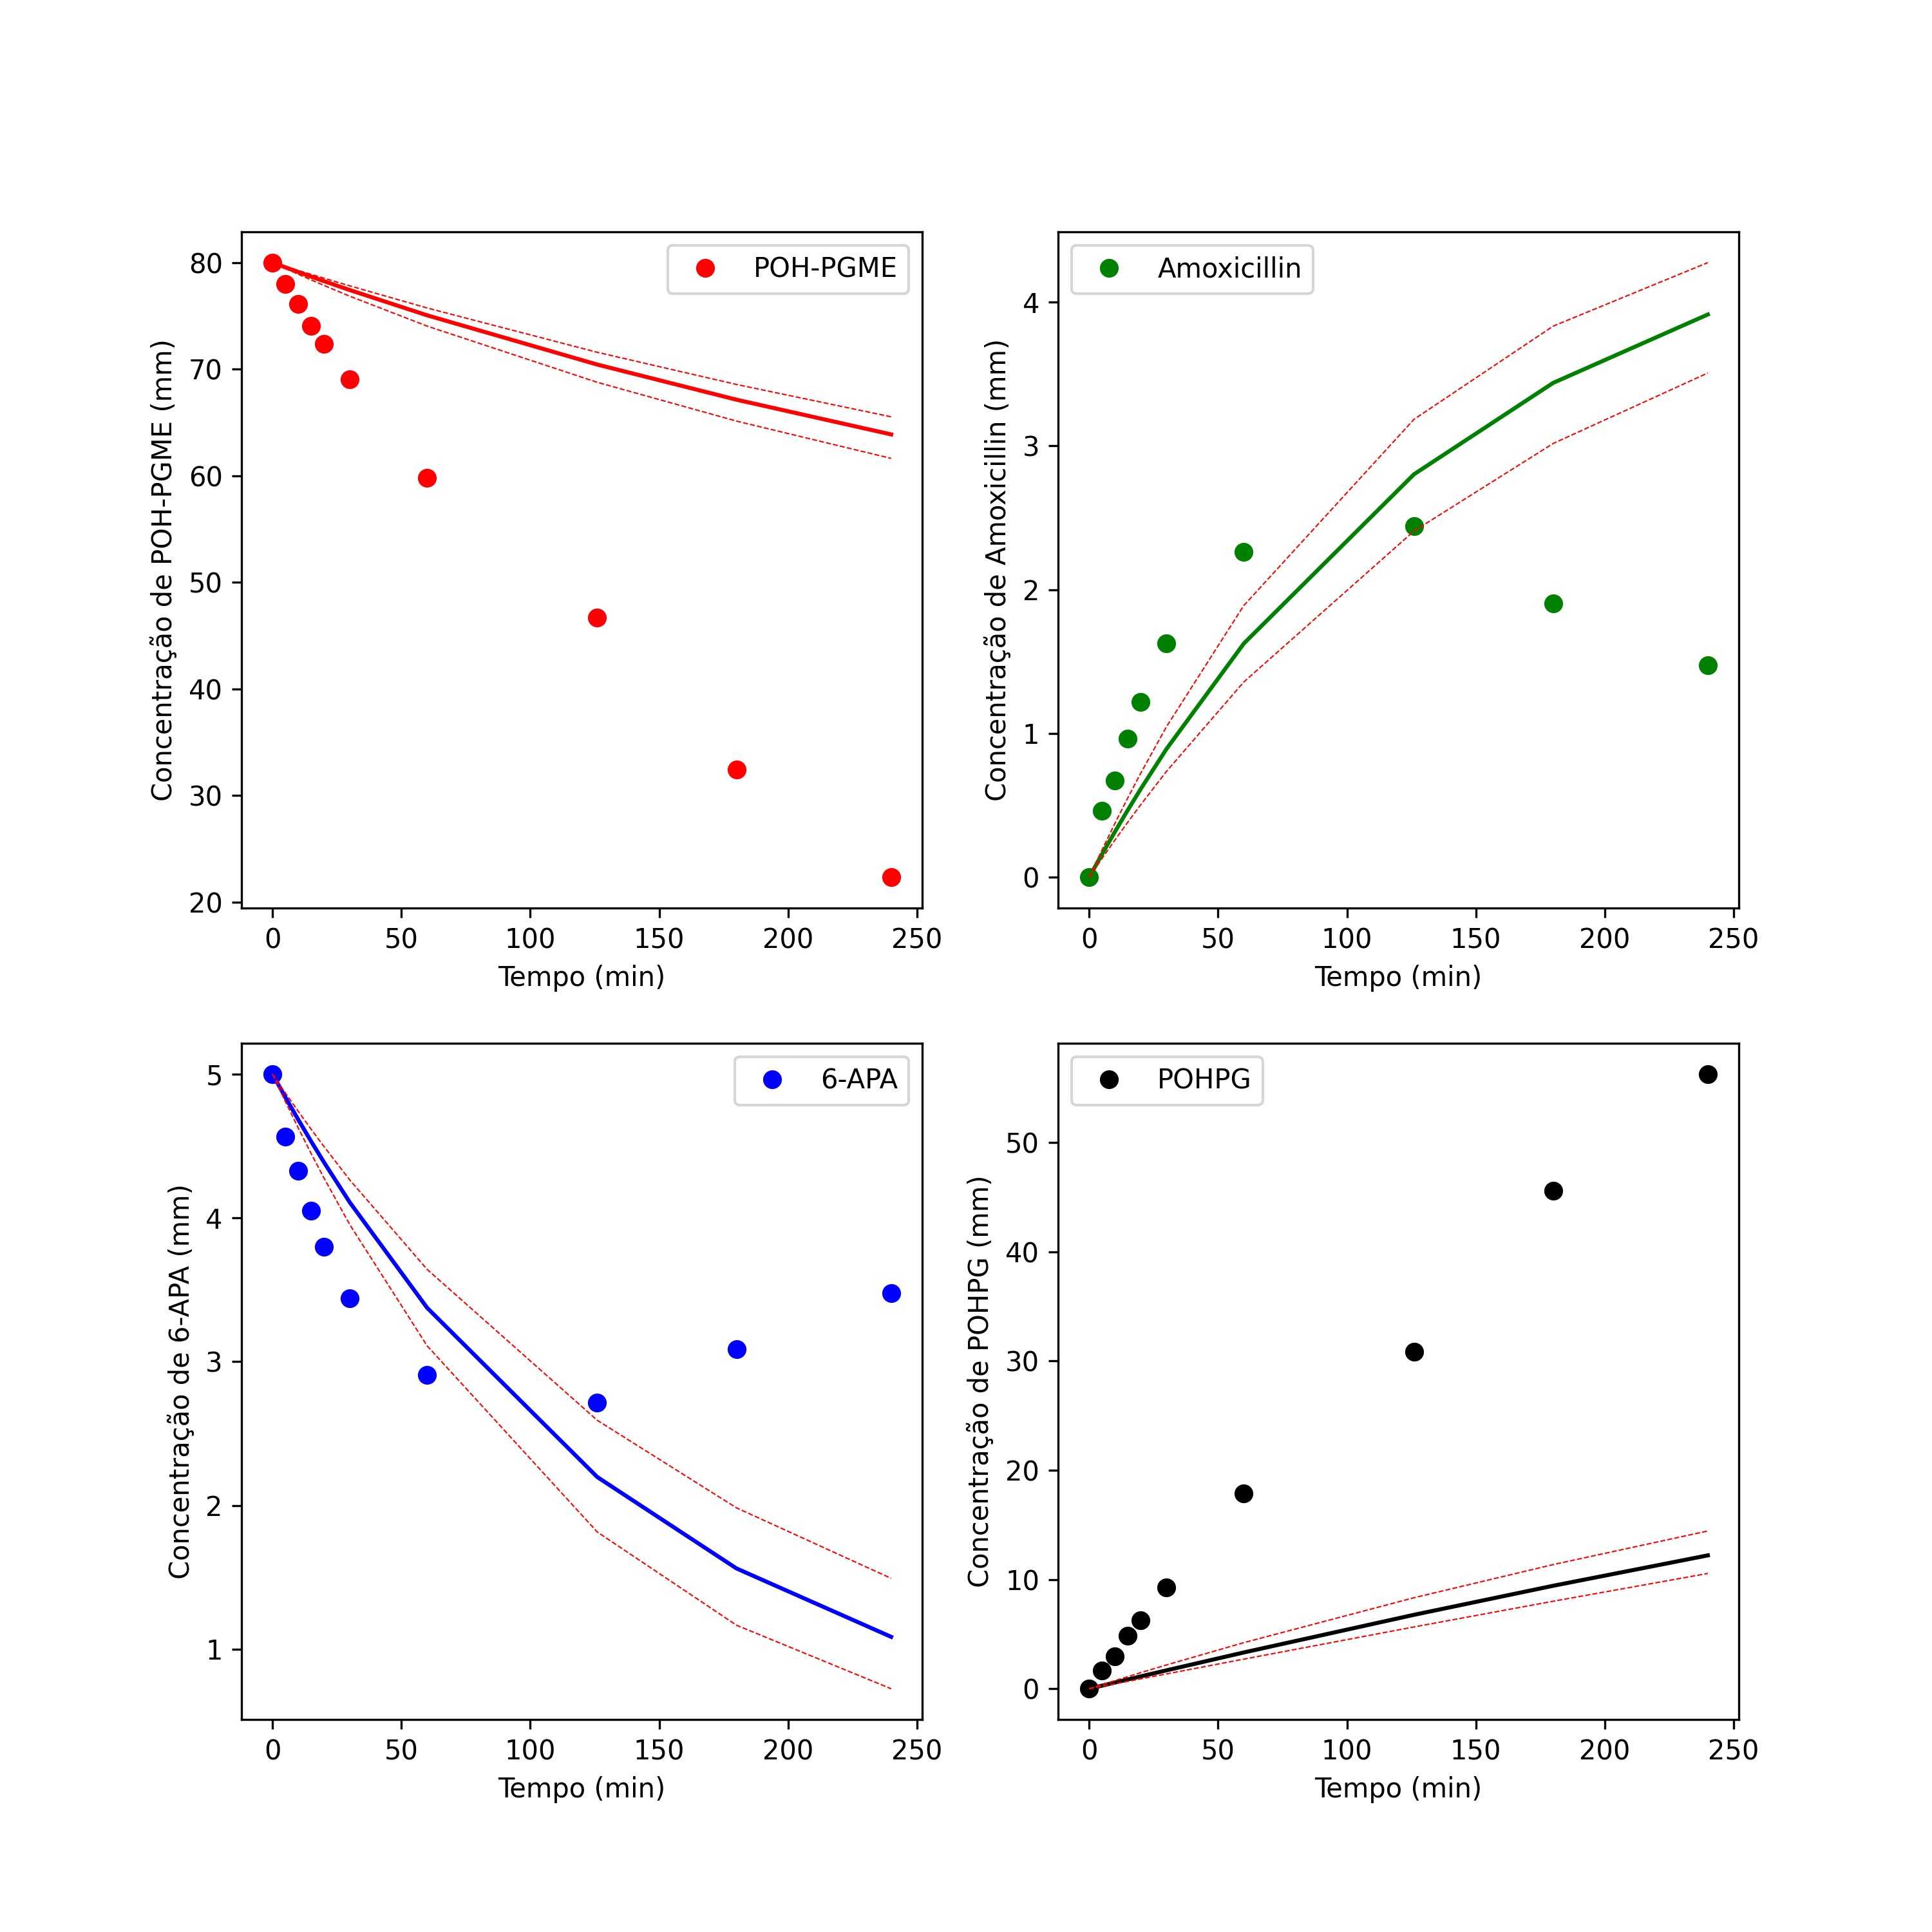 POH-PGME
Concentração de POH-PGME (mm)
80
70
60
50
40
30
20
0 50 100 150 200 250
Tempo (min)
Amoxicillin
Concentração de Amoxicillin (mm)
4
3
2
1
0
0 50 100 150 200 250
Tempo (min)
6-APA
Concentração de 6-APA (mm)
5
4
3
2
1
0 50 100 150 200 250
Tempo (min)
POHPG
Concentração de POHPG (mm)
50
40
30
20
10
0
0 50 100 150 200 250
Tempo (min)